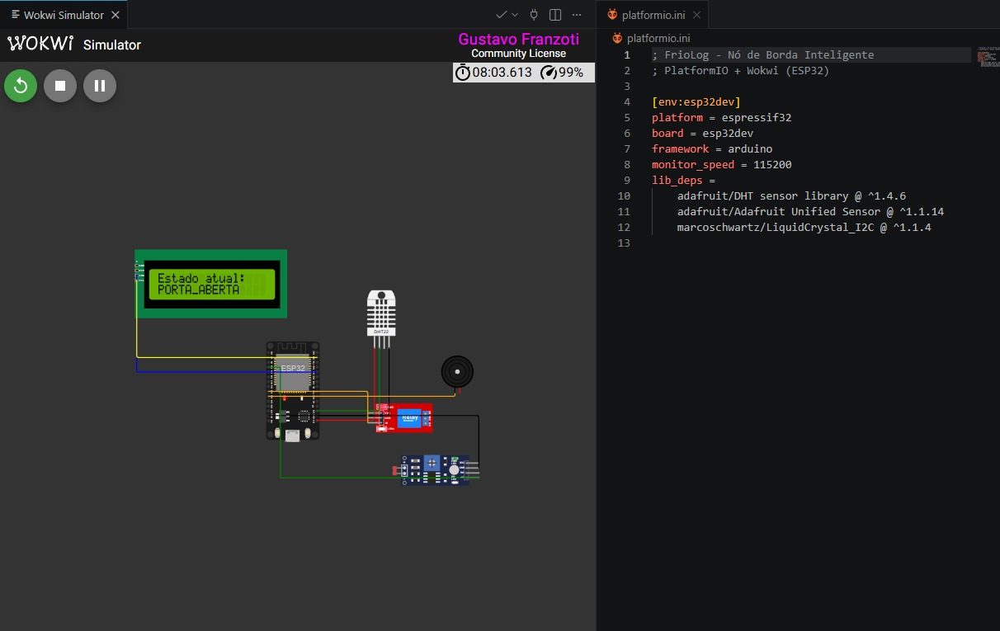 Wokwi Simulator
WOKWi Simulator
Gustavo Franzoti
Community License
08:03.613 99%
Estado atual:
PORTA_ABERTA
DHT22
ESP32
Relay
platformio.ini
platformio.ini
1 ; FrioLog - Nó de Borda Inteligente
2 ; PlatformIO + Wokwi (ESP32)
3
4 [env:esp32dev]
5 platform = espressif32
6 board = esp32dev
7 framework = arduino
8 monitor_speed = 115200
9 lib_deps =
10 adafruit/DHT sensor library @ ^1.4.6
11 adafruit/Adafruit Unified Sensor @ ^1.1.14
12 marcoschwartz/LiquidCrystal_I2C @ ^1.1.4
13